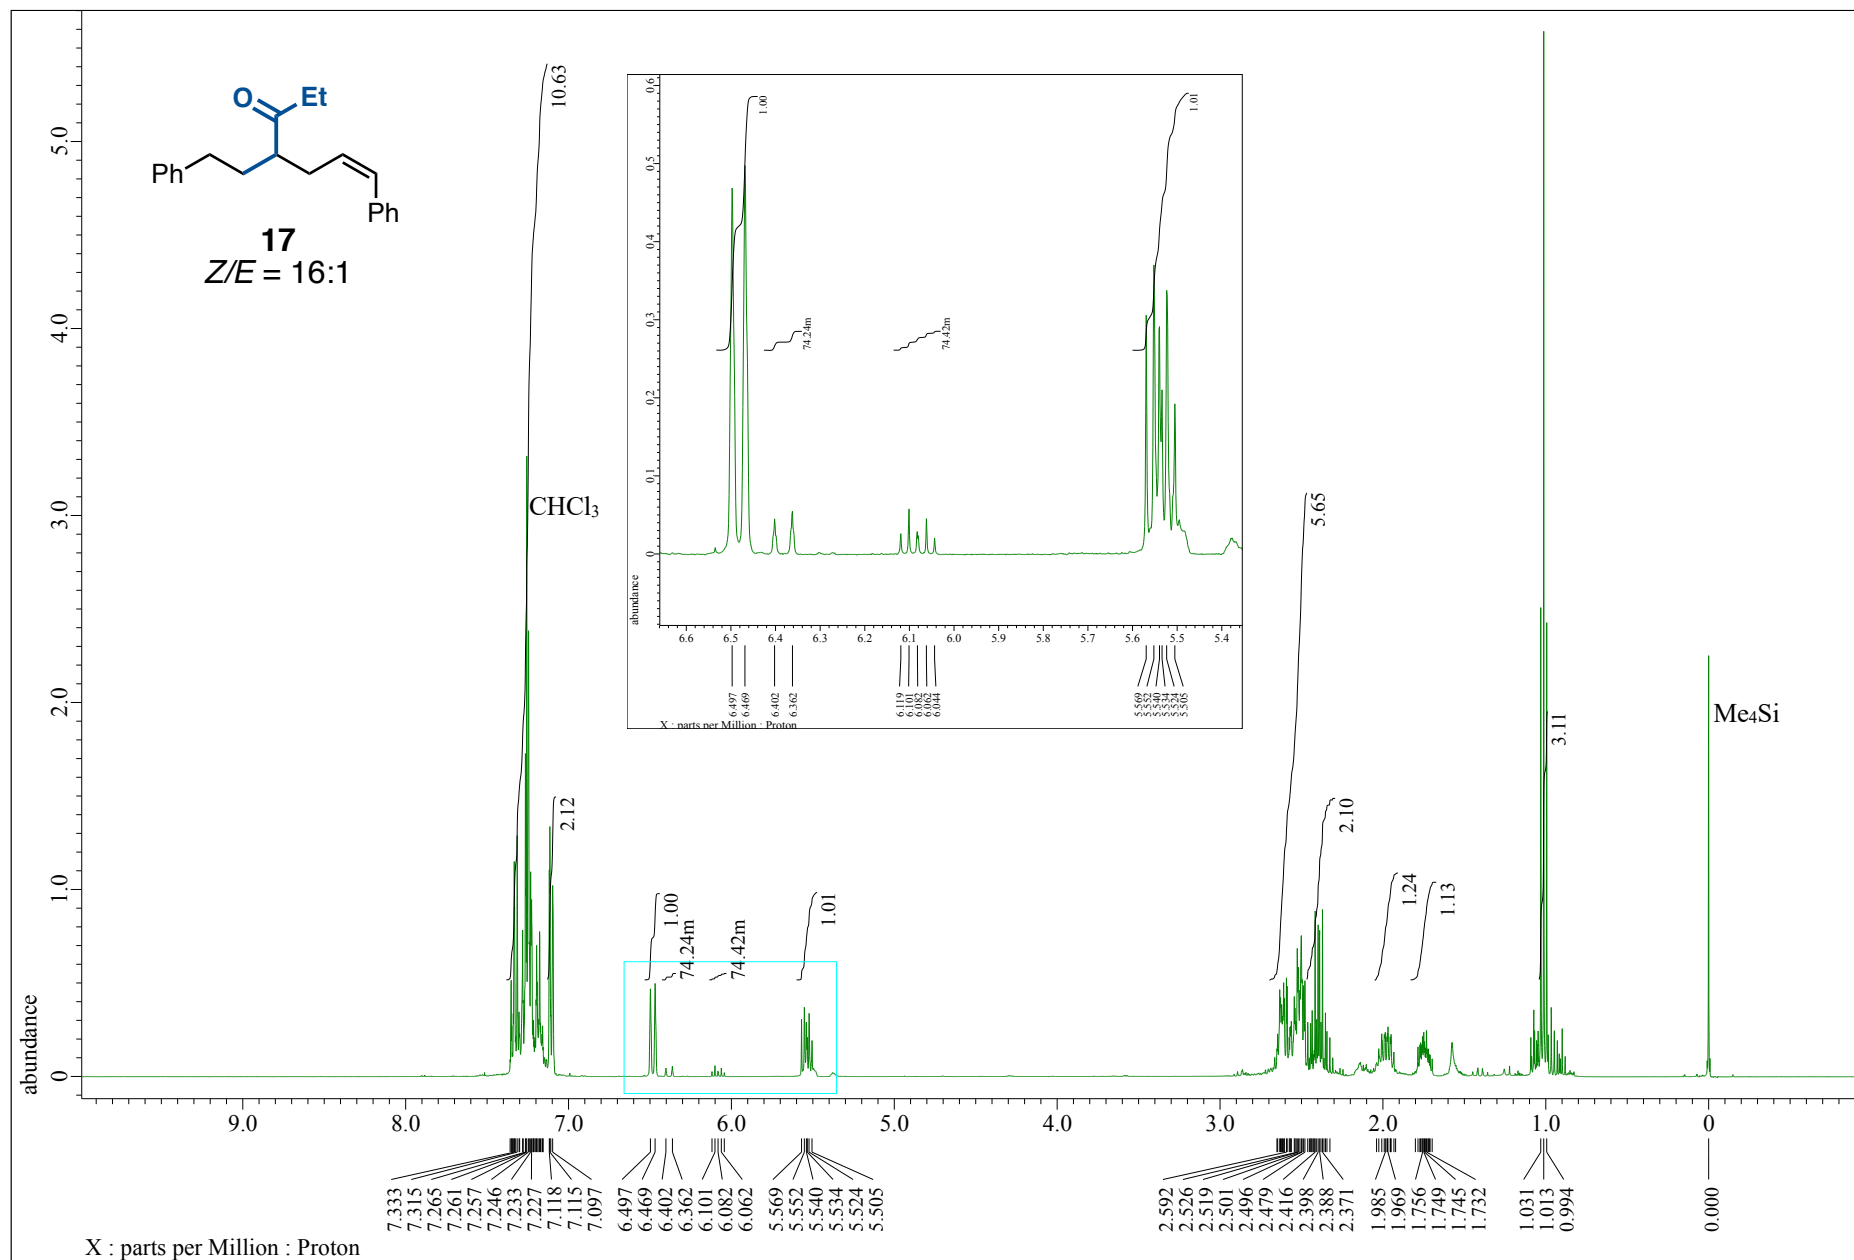 O
Et
Ph
Ph
17
Z/E = 16:1
10.63
CHCl3
2.12
1.00
74.24m
74.42m
1.01
5.65
2.10
1.24
1.13
3.11
Me4Si
abundance
5.0
4.0
3.0
2.0
1.0
0
9.0 8.0 7.0 6.0 5.0 4.0 3.0 2.0 1.0 0
7.333 7.315 7.265 7.261 7.257 7.246 7.233 7.227 7.118 7.115 7.097 6.497 6.469 6.402 6.362 6.101 6.082 6.062 5.569 5.552 5.540 5.534 5.524 5.505 2.592 2.526 2.519 2.501 2.496 2.479 2.416 2.398 2.388 2.371 1.985 1.969 1.756 1.749 1.745 1.732 1.031 1.013 0.994 0.000
X : parts per Million : Proton
0.6
0.5
0.4
0.3
0.2
0.1
0
1.00
74.24m
74.42m
1.01
abundance
6.6 6.5 6.4 6.3 6.2 6.1 6.0 5.9 5.8 5.7 5.6 5.5 5.4
6.497 6.469 6.402 6.362 6.119 6.101 6.082 6.062 6.044 5.569 5.552 5.540 5.534 5.524 5.505
X : parts per Million : Proton